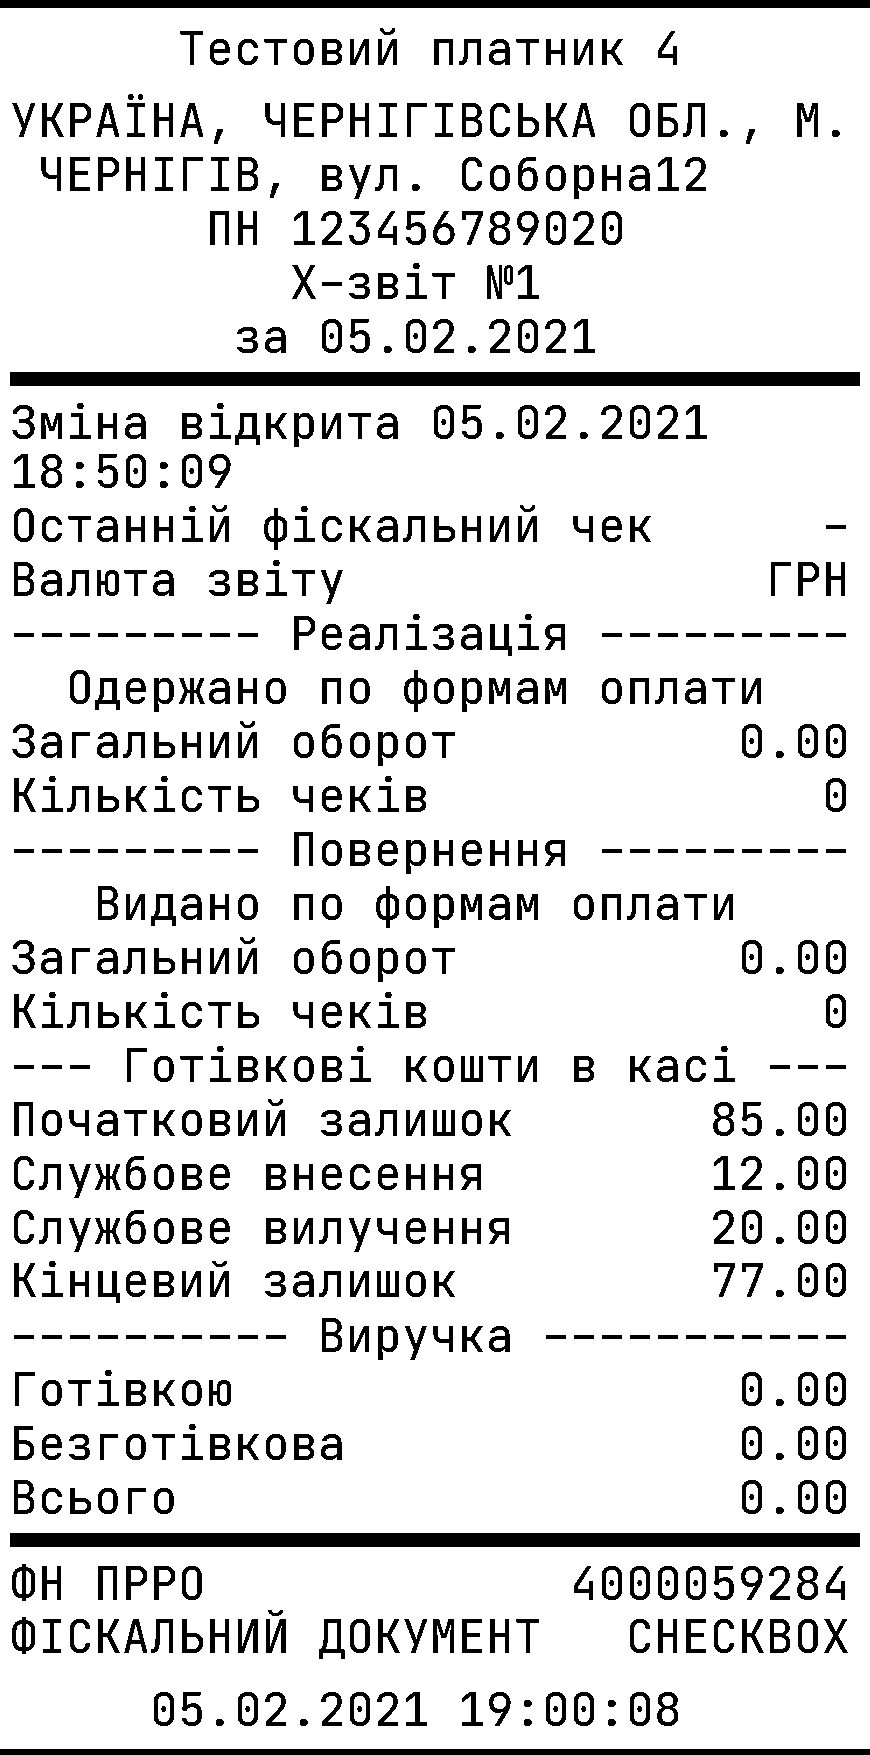 Тестовий платник 4
УКРАЇНА, ЧЕРНІГІВСЬКА ОБЛ., М.
ЧЕРНІГІВ, вул. Соборна12
ПН 123456789020
Х-звіт №1
за 05.02.2021
Зміна відкрита 05.02.2021
18:50:09
Останній фіскальний чек -
Валюта звіту ГРН
--------- Реалізація ---------
Одержано по формам оплати
Загальний оборот 0.00
Кількість чеків 0
--------- Повернення ---------
Видано по формам оплати
Загальний оборот 0.00
Кількість чеків 0
--- Готівкові кошти в касі ---
Початковий залишок 85.00
Службове внесення 12.00
Службове вилучення 20.00
Кінцевий залишок 77.00
---------- Виручка -----------
Готівкою 0.00
Безготівкова 0.00
Всього 0.00
ФН ПРРО 4000059284
ФІСКАЛЬНИЙ ДОКУМЕНТ CHECKBOX
05.02.2021 19:00:08